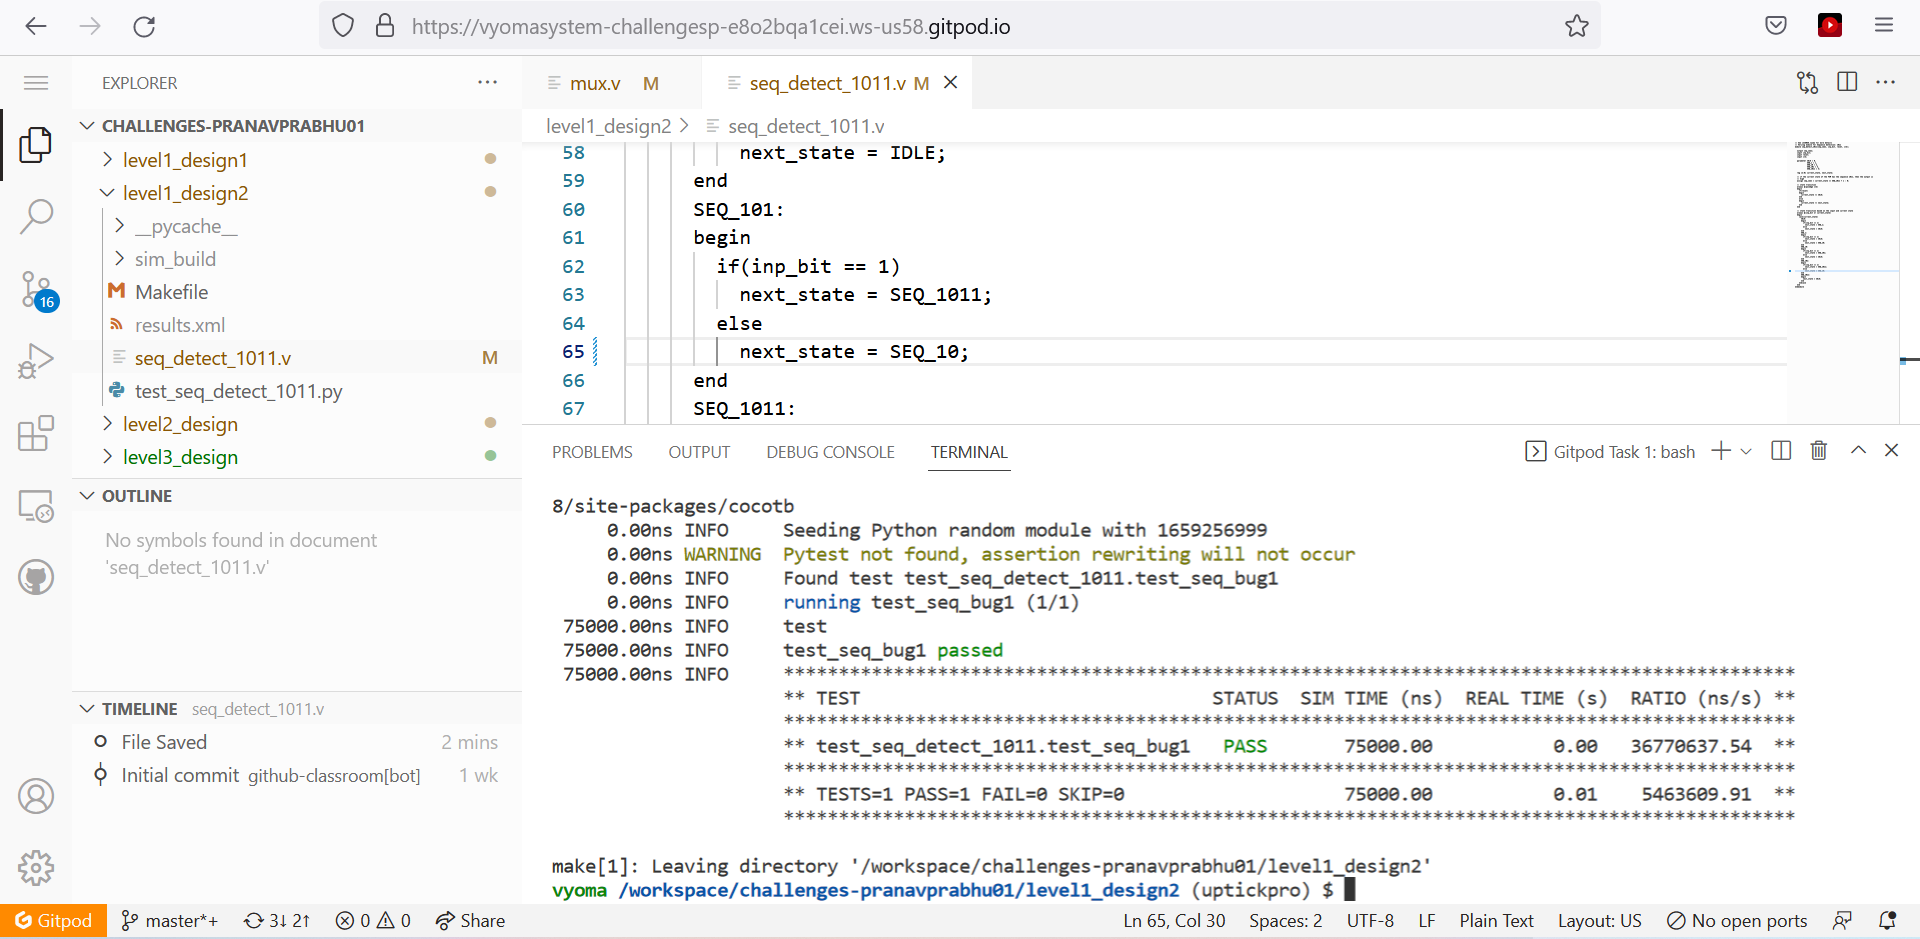 https://vyomasystem-challengesp-e8o2bqa1cei.ws-us58.gitpod.io
EXPLORER
CHALLENGES-PRANAVPRABHU01
level1_design1
level1_design2
__pycache__
sim_build
16
Makefile
results.xml
seq_detect_1011.v M
test_seq_detect_1011.py
level2_design
level3_design
OUTLINE
No symbols found in document
'seq_detect_1011.v'
TIMELINE seq_detect_1011.v
File Saved 2 mins
Initial commit github-classroom[bot] 1 wk
mux.v M
seq_detect_1011.v M
level1_design2 > seq_detect_1011.v
58 next_state = IDLE;
59 end
60 SEQ_101:
61 begin
62 if(inp_bit == 1)
63 next_state = SEQ_1011;
64 else
65 next_state = SEQ_10;
66 end
67 SEQ_1011:
PROBLEMS OUTPUT DEBUG CONSOLE TERMINAL Gitpod Task 1: bash
8/site-packages/cocotb
0.00ns INFO Seeding Python random module with 1659256999
0.00ns WARNING Pytest not found, assertion rewriting will not occur
0.00ns INFO Found test test_seq_detect_1011.test_seq_bug1
0.00ns INFO running test_seq_bug1 (1/1)
75000.00ns INFO test
75000.00ns INFO test_seq_bug1 passed
75000.00ns INFO ********************************************************************************************
** TEST STATUS SIM TIME (ns) REAL TIME (s) RATIO (ns/s) **
********************************************************************************************
** test_seq_detect_1011.test_seq_bug1 PASS 75000.00 0.00 36770637.54 **
********************************************************************************************
** TESTS=1 PASS=1 FAIL=0 SKIP=0 75000.00 0.01 5463609.91 **
********************************************************************************************
make[1]: Leaving directory '/workspace/challenges-pranavprabhu01/level1_design2'
vyoma /workspace/challenges-pranavprabhu01/level1_design2 (uptickpro) $
Gitpod master*+ 3↓ 2↑ 0 0 Share Ln 65, Col 30 Spaces: 2 UTF-8 LF Plain Text Layout: US No open ports